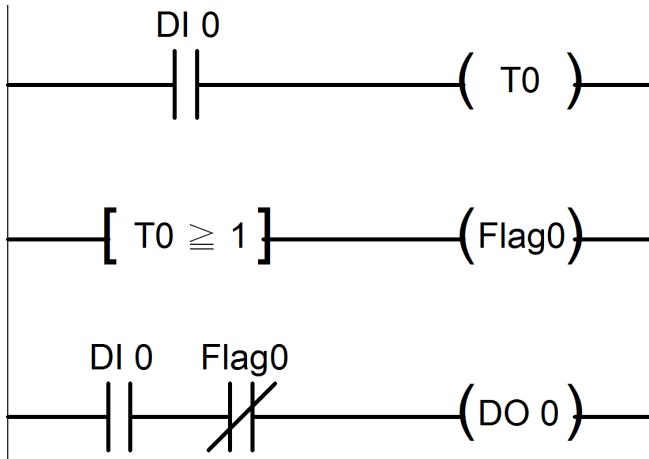 DI 0
( T0 )
[ T0 ≧ 1 ]
(Flag0)
DI 0 Flag0
(DO 0)